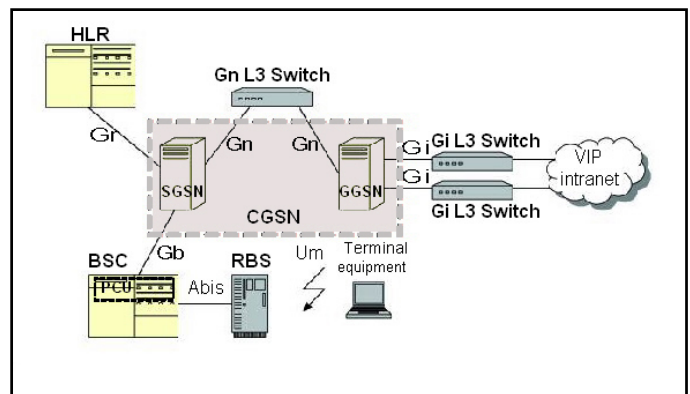 HLR
Gn L3 Switch
Gr
Gn
Gn
Gi
Gi L3 Switch
SGSN
GGSN
Gi
VIP
intranet
CGSN
Gi L3 Switch
Gb
BSC
RBS
Um
Terminal
equipment
PCU
Abis